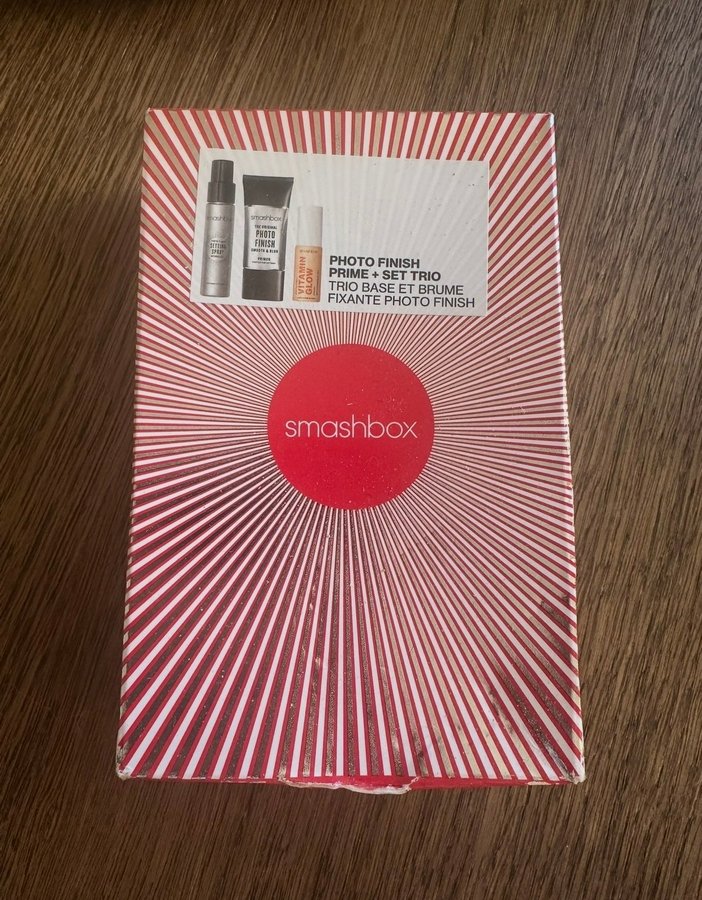 smashbox
SETTING
SPRAY
smashbox
THE ORIGINAL
PHOTO
FINISH
SMOOTH & BLUR
PRIMER
VITAMIN
GLOW
PHOTO FINISH
PRIME + SET TRIO
TRIO BASE ET BRUME
FIXANTE PHOTO FINISH
smashbox